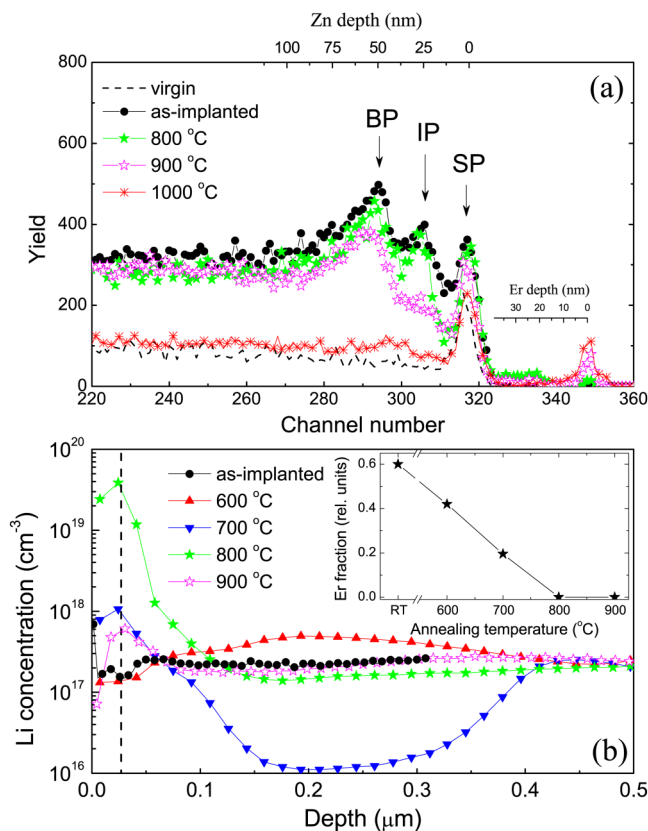 Zn depth (nm)
100 75 50 25 0
800
600
400
200
0
Yield
(a)
virgin
as-implanted
800 °C
900 °C
1000 °C
BP
IP
SP
Er depth (nm)
30 20 10 0
220 240 260 280 300 320 340 360
Channel number
10^20
10^19
10^18
10^17
10^16
Li concentration (cm^-3)
as-implanted
600 °C
700 °C
800 °C
900 °C
0.6
0.4
0.2
0.0
Er fraction (rel. units)
RT 600 700 800 900
Annealing temperature (°C)
(b)
0.0 0.1 0.2 0.3 0.4 0.5
Depth (μm)